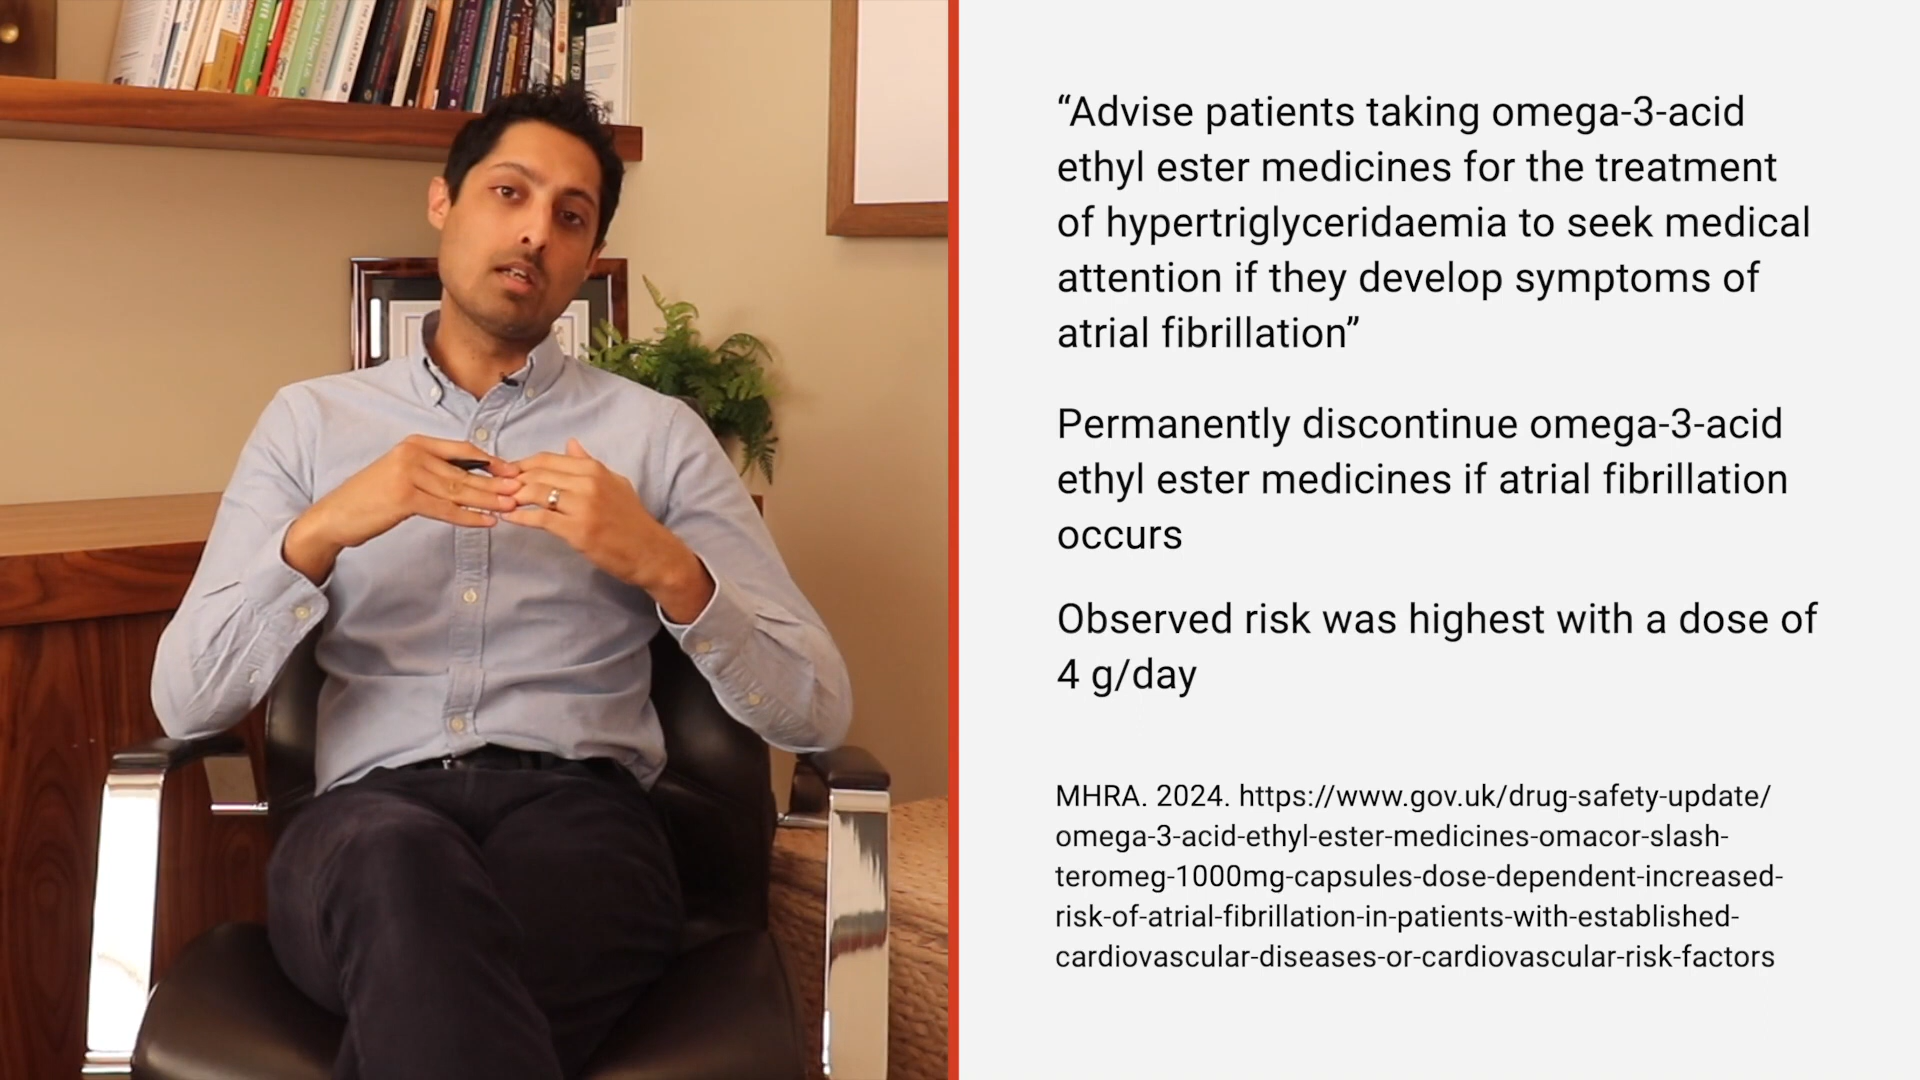 “Advise patients taking omega-3-acid
ethyl ester medicines for the treatment
of hypertriglyceridaemia to seek medical
attention if they develop symptoms of
atrial fibrillation”
Permanently discontinue omega-3-acid
ethyl ester medicines if atrial fibrillation
occurs
Observed risk was highest with a dose of
4 g/day
MHRA. 2024. https://www.gov.uk/drug-safety-update/
omega-3-acid-ethyl-ester-medicines-omacor-slash-
teromeg-1000mg-capsules-dose-dependent-increased-
risk-of-atrial-fibrillation-in-patients-with-established-
cardiovascular-diseases-or-cardiovascular-risk-factors